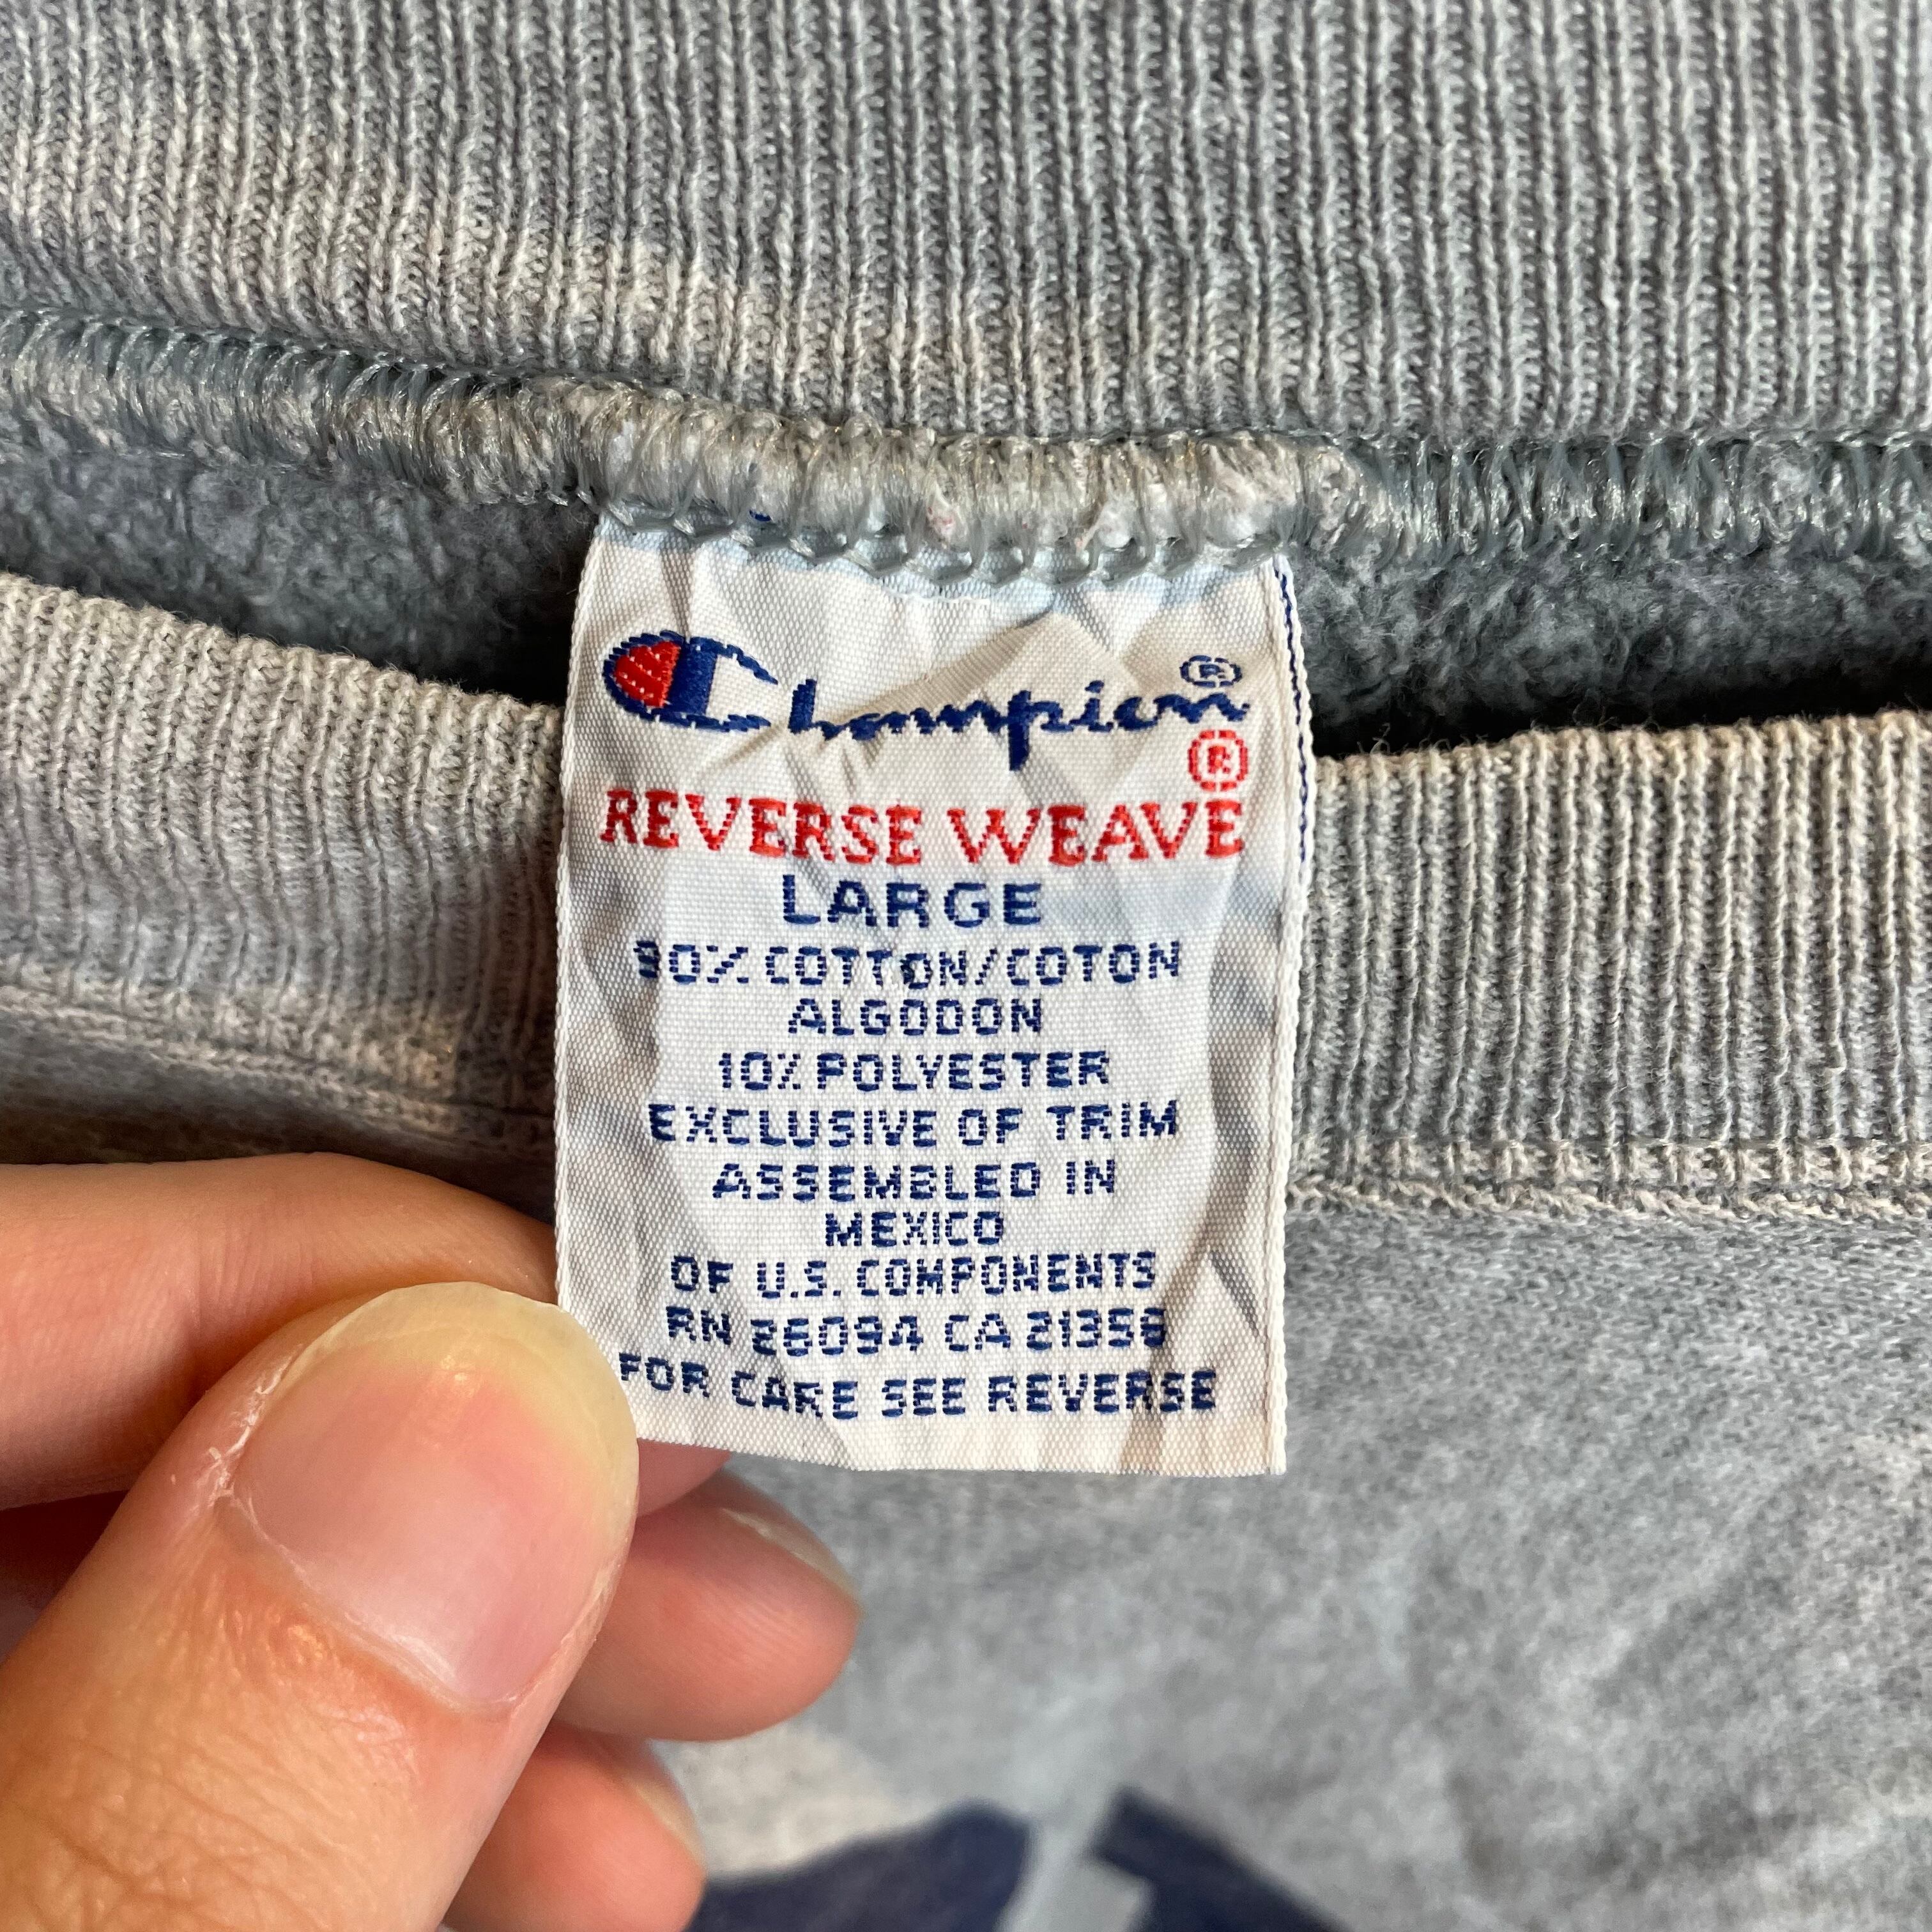 Champion®
®
REVERSE WEAVE
LARGE
90% COTTON/COTON
ALGODON
10% POLYESTER
EXCLUSIVE OF TRIM
ASSEMBLED IN
MEXICO
OF U.S. COMPONENTS
RN 26094 CA 21356
FOR CARE SEE REVERSE